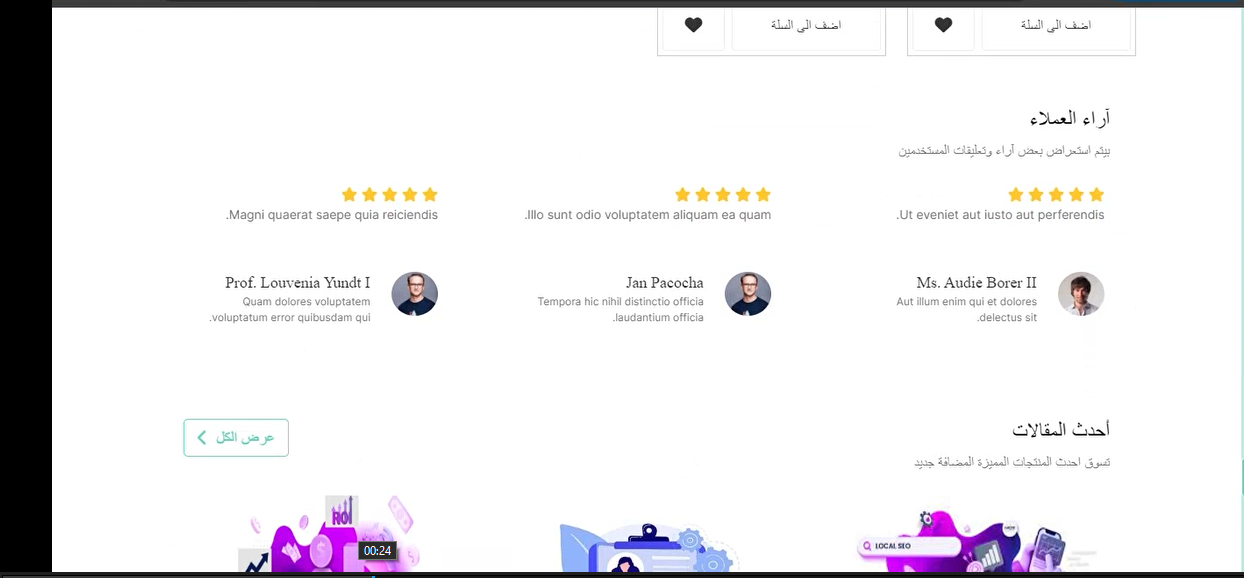 اضف الى السلة
اضف الى السلة
آراء العملاء
بيتم استعراض بعض آراء وتعليقات المستخدمين
.Ut eveniet aut iusto aut perferendis
Ms. Audie Borer II
Aut illum enim qui et dolores
.delectus sit
.Illo sunt odio voluptatem aliquam ea quam
Jan Pacocha
Tempora hic nihil distinctio officia
.laudantium officia
.Magni quaerat saepe quia reiciendis
Prof. Louvenia Yundt I
Quam dolores voluptatem
.voluptatum error quibusdam qui
أحدث المقالات
تسوق احدث المنتجات المميزة المضافة جديد
عرض الكل
LOCAL SEO
ROI
00:24